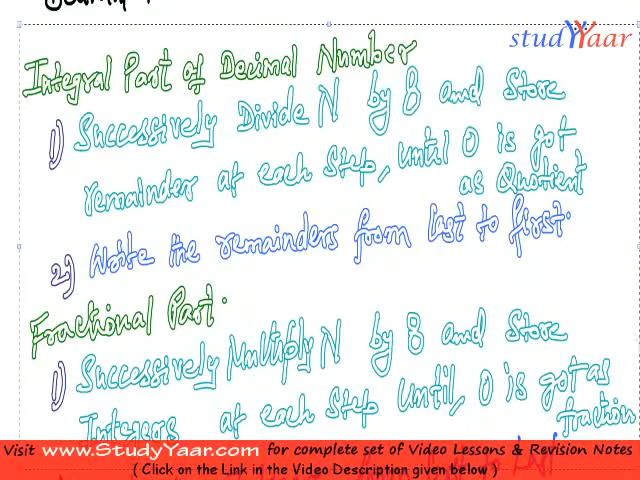 studYYaar
Integral Part of Decimal Number
1) Successively Divide N by 8 and Store
remainder at each Step, until 0 is got
as Quotient
2) Write the remainders from last to first.
Fractional Part.
1) Successively Multiply N by 8 and Store
Integers at each Step Until, 0 is got as
fraction
Visit www.StudyYaar.com for complete set of Video Lessons & Revision Notes
( Click on the Link in the Video Description given below )